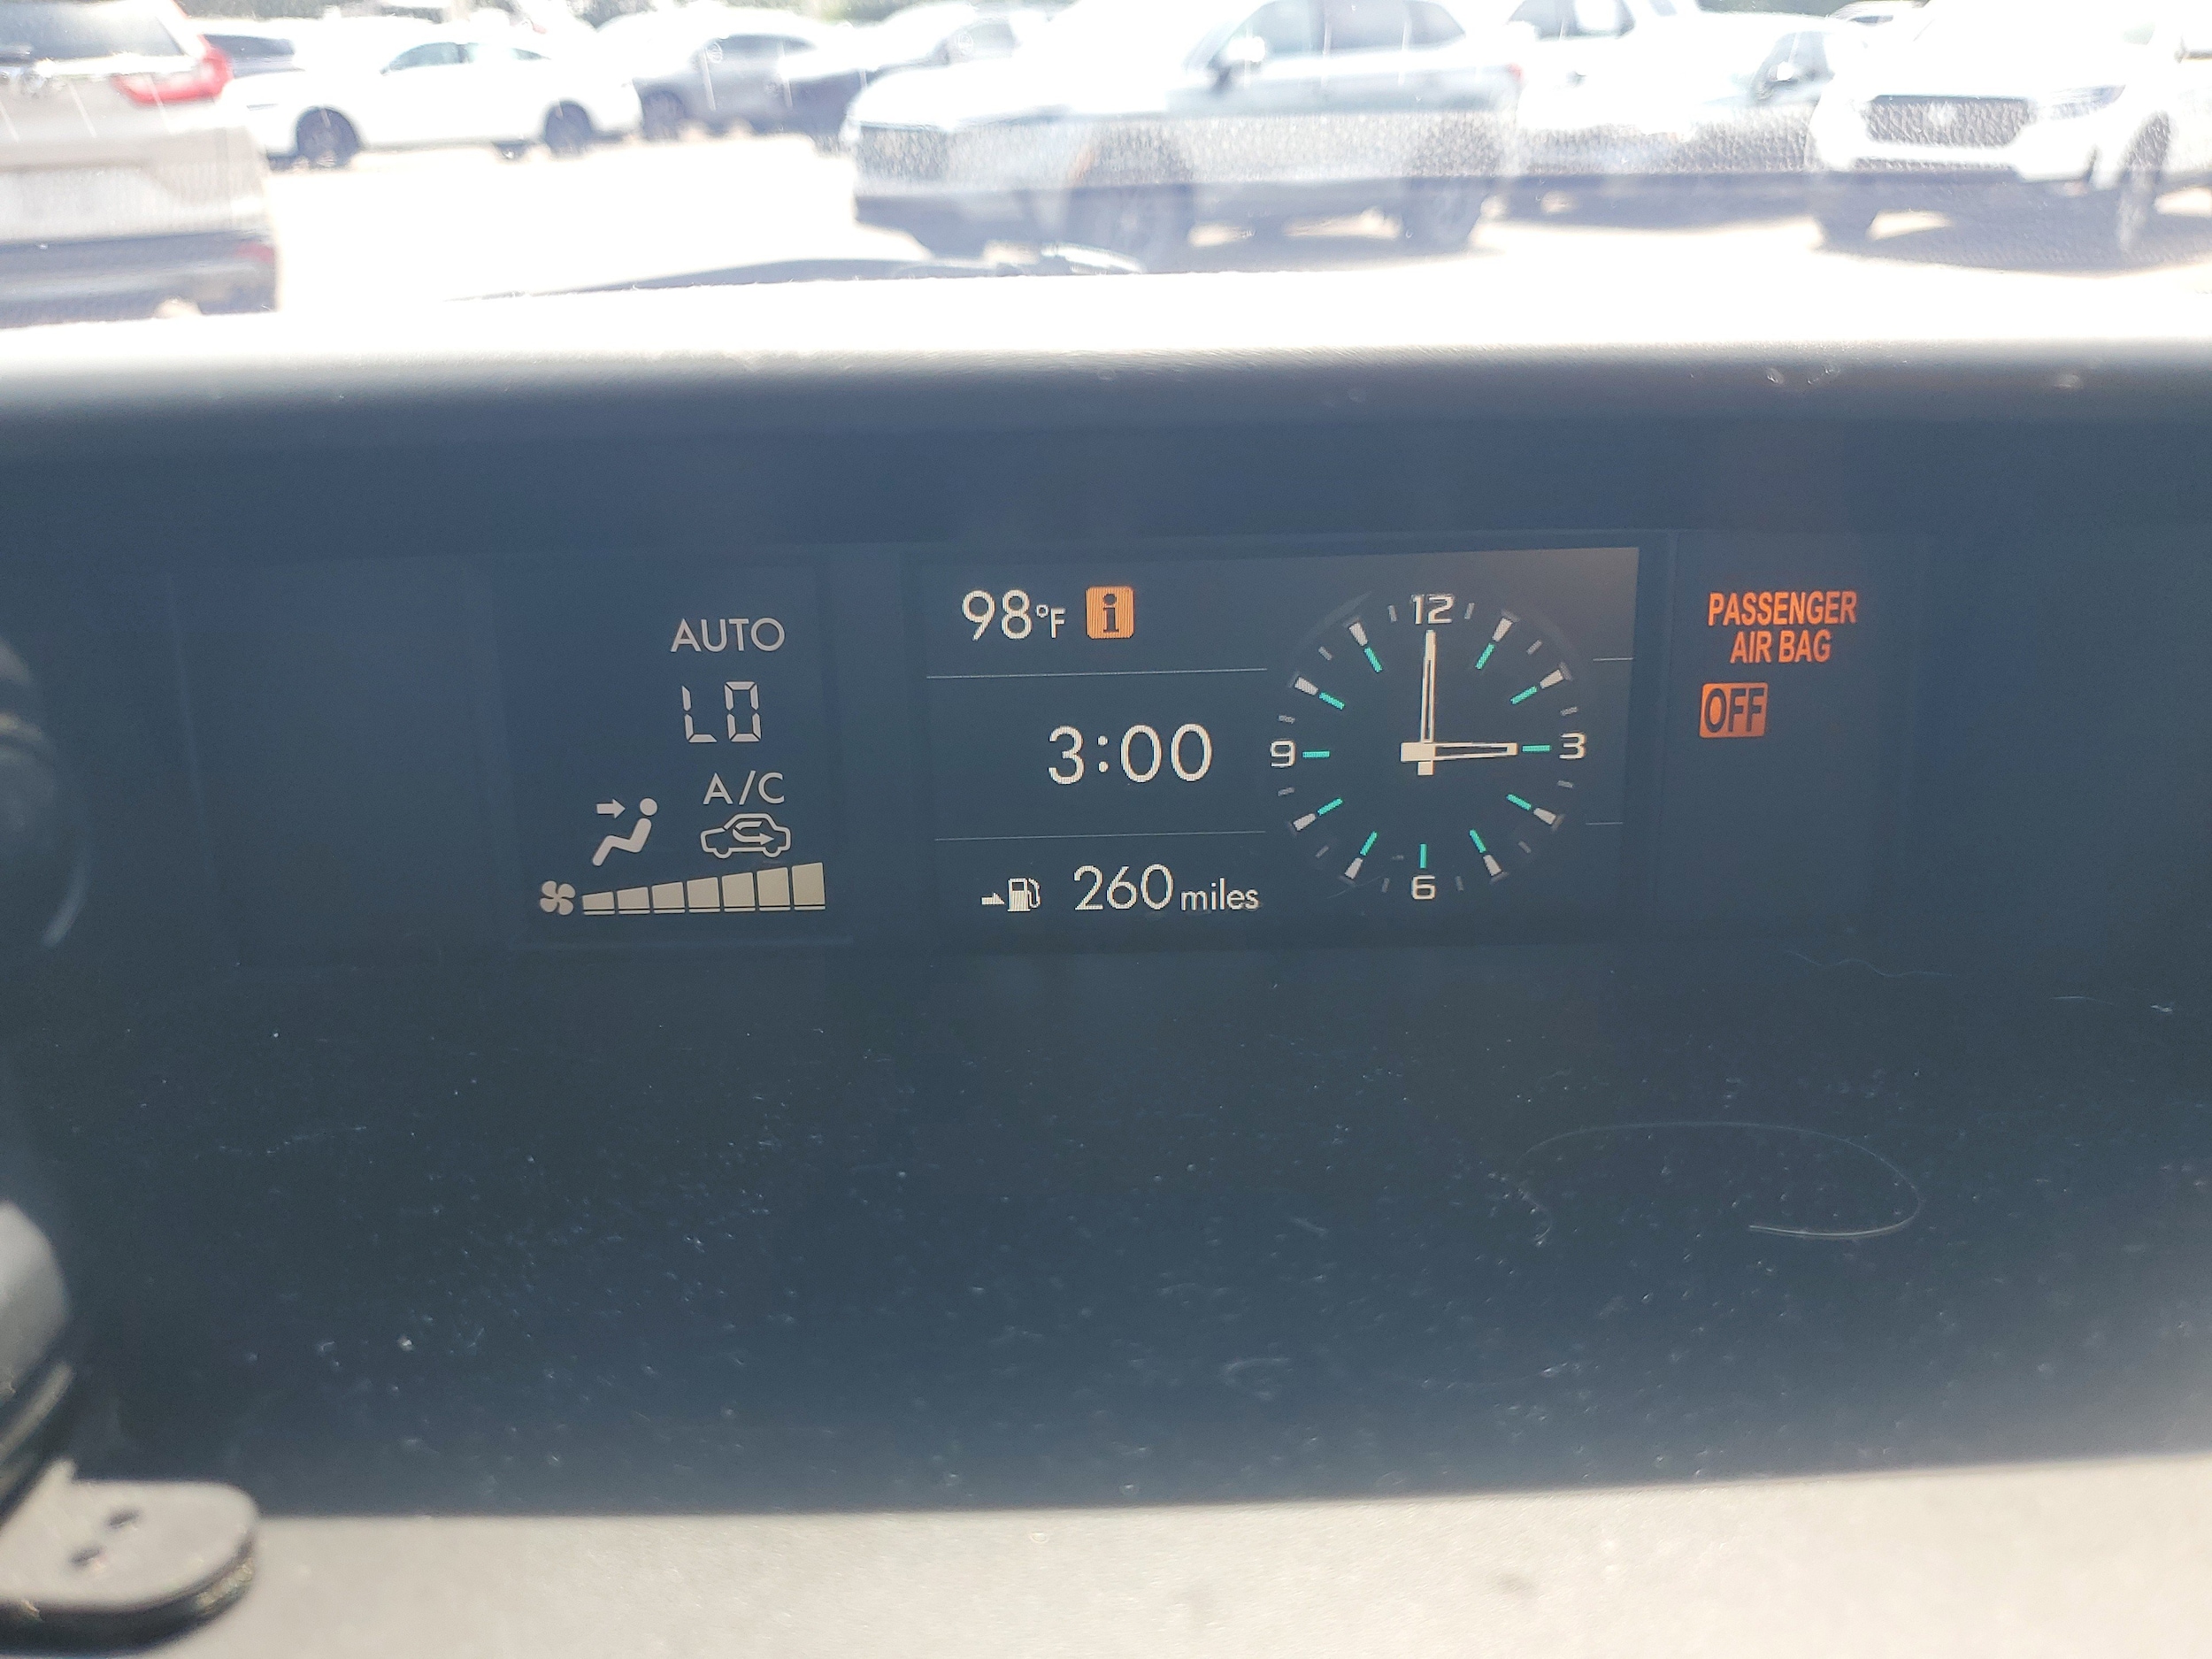 AUTO
LO
A/C
98°F i
3:00
260 miles
12
9
3
6
PASSENGER
AIR BAG
OFF